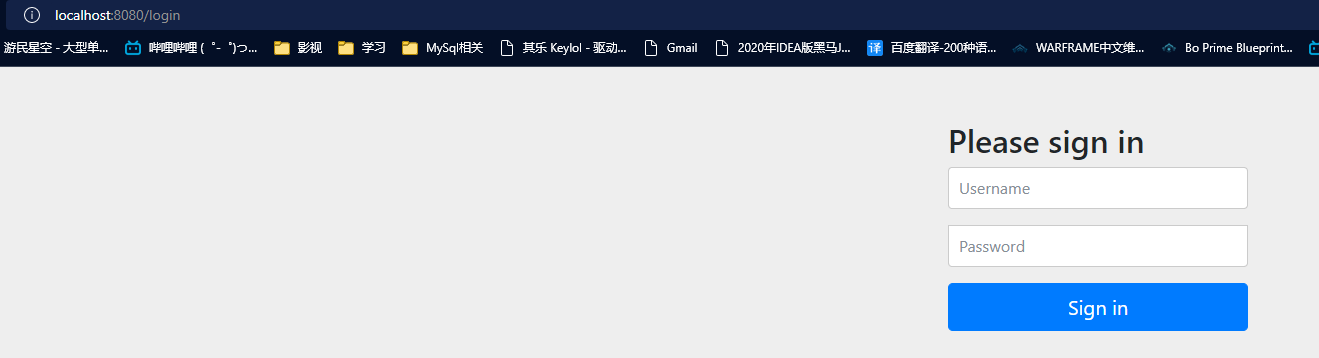 localhost:8080/login
游民星空 - 大型单... 哔哩哔哩 ( ゜- ゜)つ... 影视 学习 MySql相关 其乐 Keylol - 驱动... Gmail 2020年IDEA版黑马J... 译 百度翻译-200种语... WARFRAME中文维... Bo Prime Blueprint...
Please sign in
Username
Password
Sign in